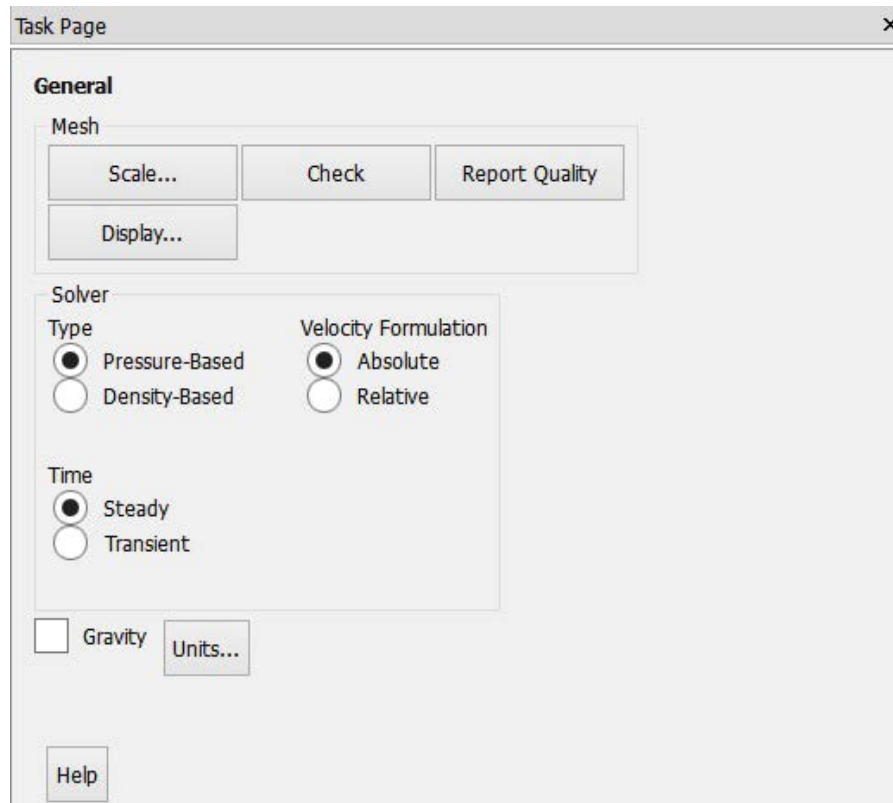 Task Page
General
Mesh
Scale...
Check
Report Quality
Display...
Solver
Type
Pressure-Based
Density-Based
Velocity Formulation
Absolute
Relative
Time
Steady
Transient
Gravity
Units...
Help